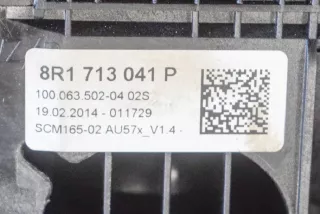 8R1 713 041 P
100.063.502-04 02S
19.02.2014 - 011729
SCM165-02 AU57x_V1.4 -